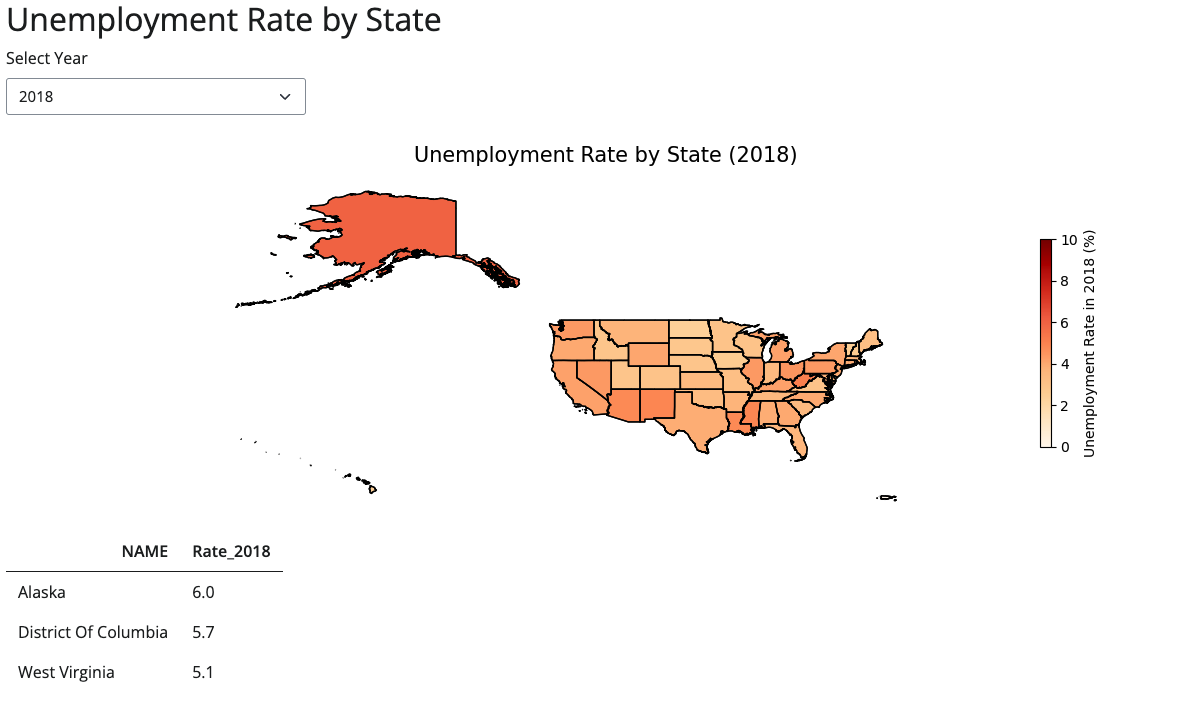 Unemployment Rate by State
Select Year
2018
Unemployment Rate by State (2018)
10
8
6
4
2
0
Unemployment Rate in 2018 (%)
NAME Rate_2018
Alaska 6.0
District Of Columbia 5.7
West Virginia 5.1